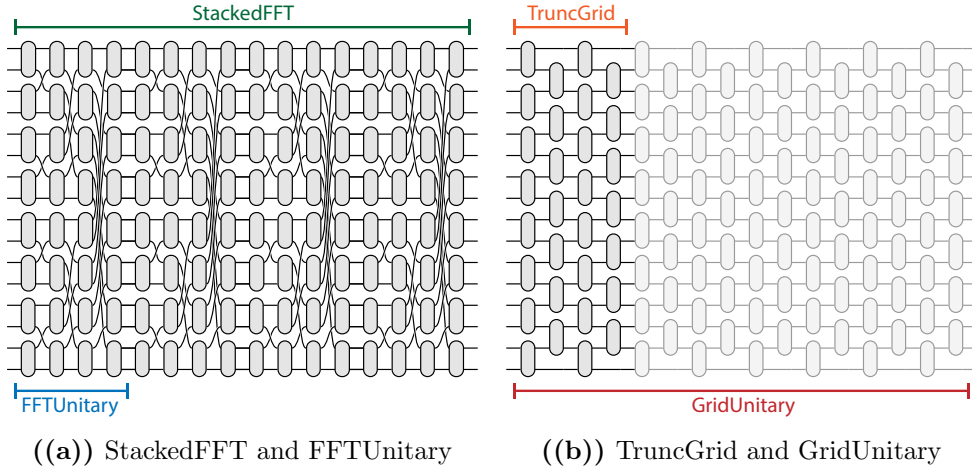 StackedFFT
TruncGrid
FFTUnitary
GridUnitary
((a)) StackedFFT and FFTUnitary
((b)) TruncGrid and GridUnitary